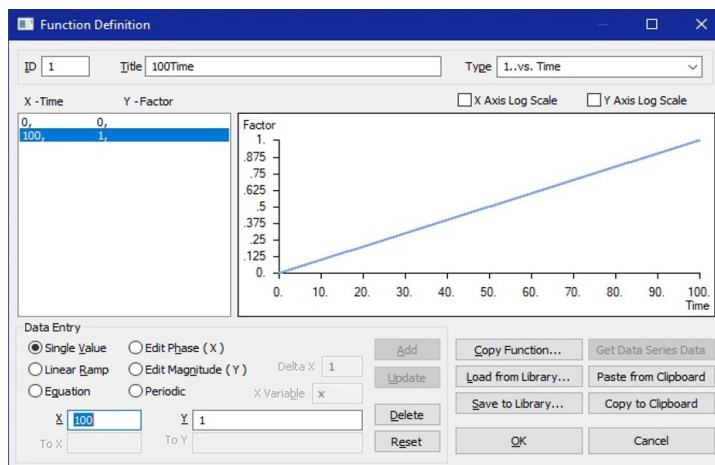 Function Definition
ID 1 Title 100Time Type 1..vs. Time
X -Time Y -Factor X Axis Log Scale Y Axis Log Scale
0, 0,
100, 1,
Factor
1.
.875
.75
.625
.5
.375
.25
.125
0.
0. 10. 20. 30. 40. 50. 60. 70. 80. 90. 100.
Time
Data Entry
Single Value Edit Phase ( X )
Linear Ramp Edit Magnitude ( Y ) Delta X 1
Equation Periodic X Variable x
X 100 Y 1
To X To Y
Add
Update
Delete
Reset
Copy Function... Get Data Series Data
Load from Library... Paste from Clipboard
Save to Library... Copy to Clipboard
OK Cancel